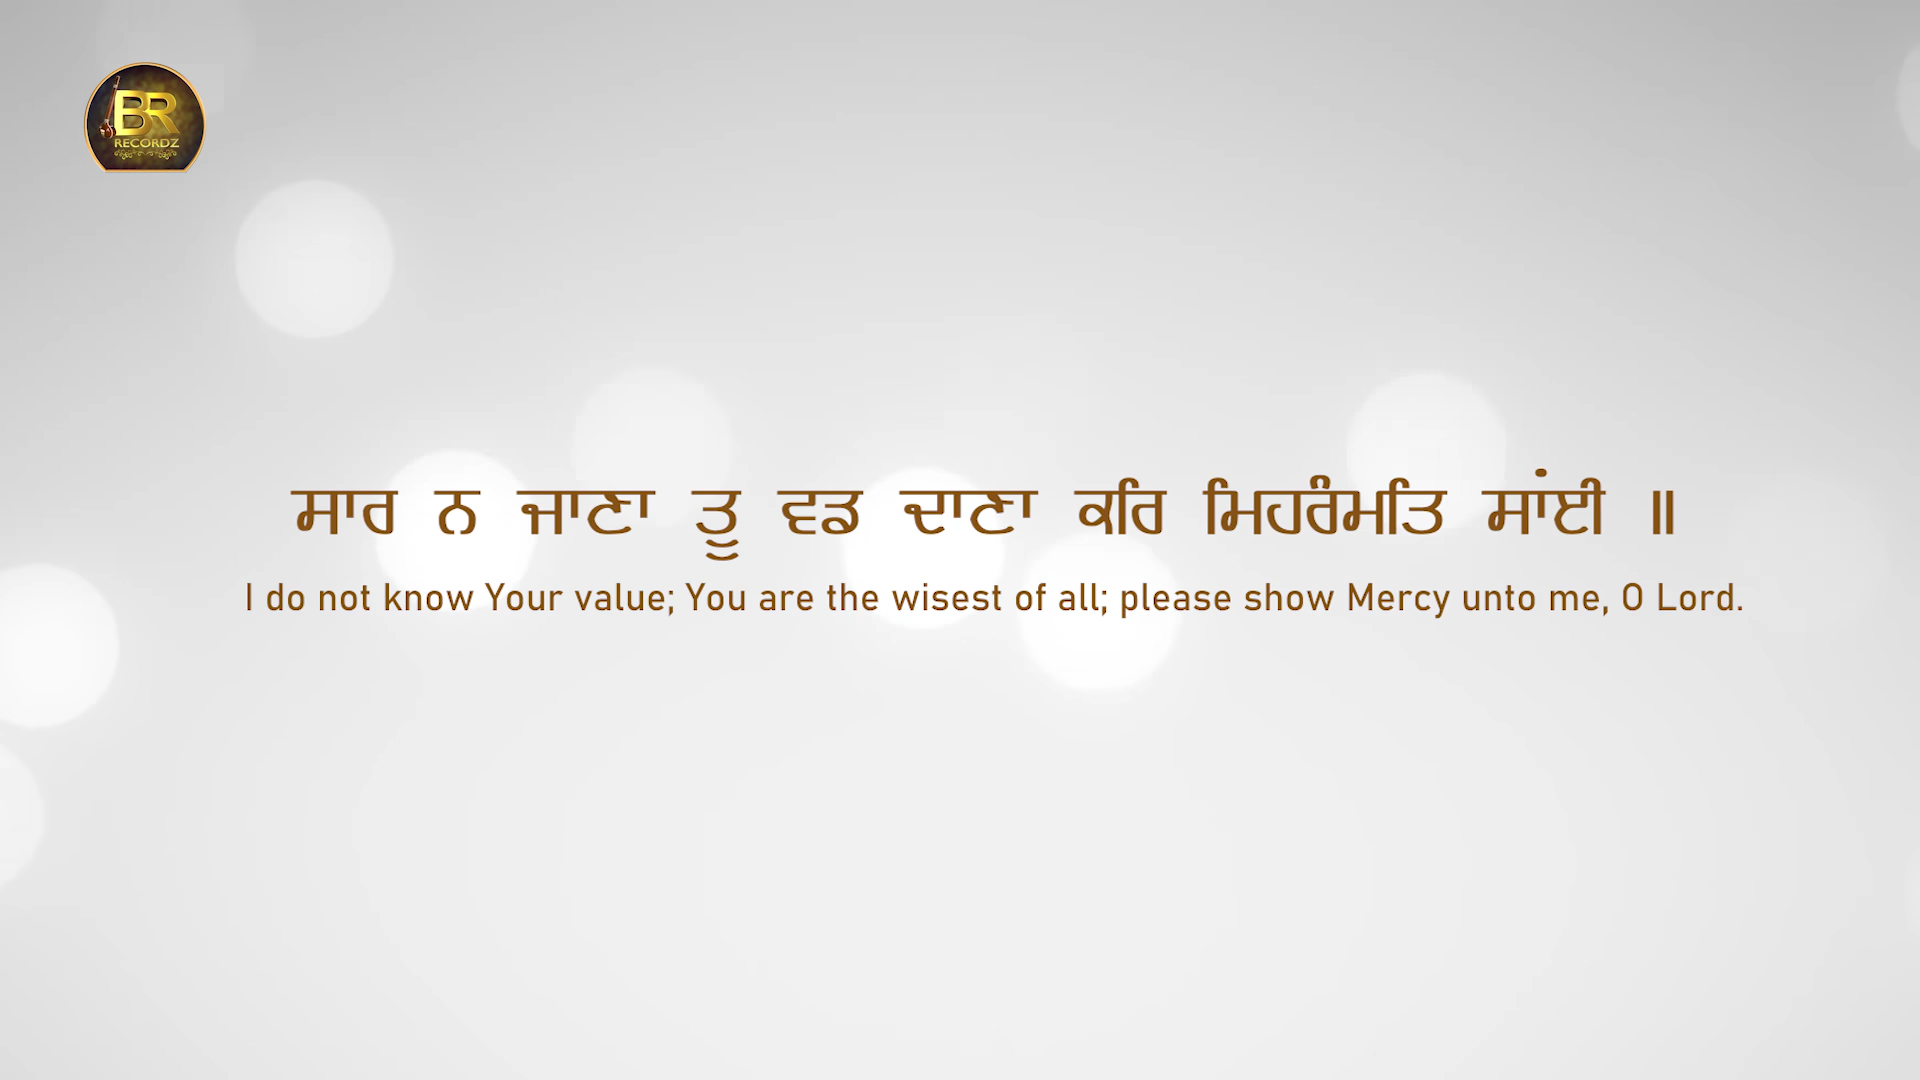 BR
RECORDZ
ਸਾਰ ਨ ਜਾਣਾ ਤੂ ਵਡ ਦਾਣਾ ਕਰਿ ਮਿਹਰੰਮਤਿ ਸਾਂਈ ॥
I do not know Your value; You are the wisest of all; please show Mercy unto me, O Lord.